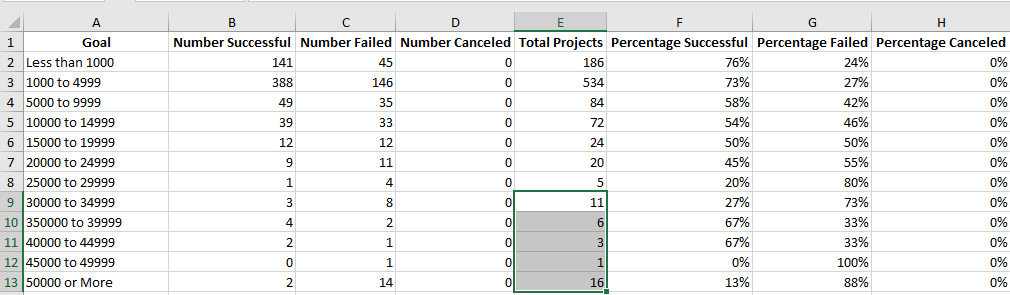 A B C D E F G H
1 Goal Number Successful Number Failed Number Canceled Total Projects Percentage Successful Percentage Failed Percentage Canceled
2 Less than 1000 141 45 0 186 76% 24% 0%
3 1000 to 4999 388 146 0 534 73% 27% 0%
4 5000 to 9999 49 35 0 84 58% 42% 0%
5 10000 to 14999 39 33 0 72 54% 46% 0%
6 15000 to 19999 12 12 0 24 50% 50% 0%
7 20000 to 24999 9 11 0 20 45% 55% 0%
8 25000 to 29999 1 4 0 5 20% 80% 0%
9 30000 to 34999 3 8 0 11 27% 73% 0%
10 350000 to 39999 4 2 0 6 67% 33% 0%
11 40000 to 44999 2 1 0 3 67% 33% 0%
12 45000 to 49999 0 1 0 1 0% 100% 0%
13 50000 or More 2 14 0 16 13% 88% 0%